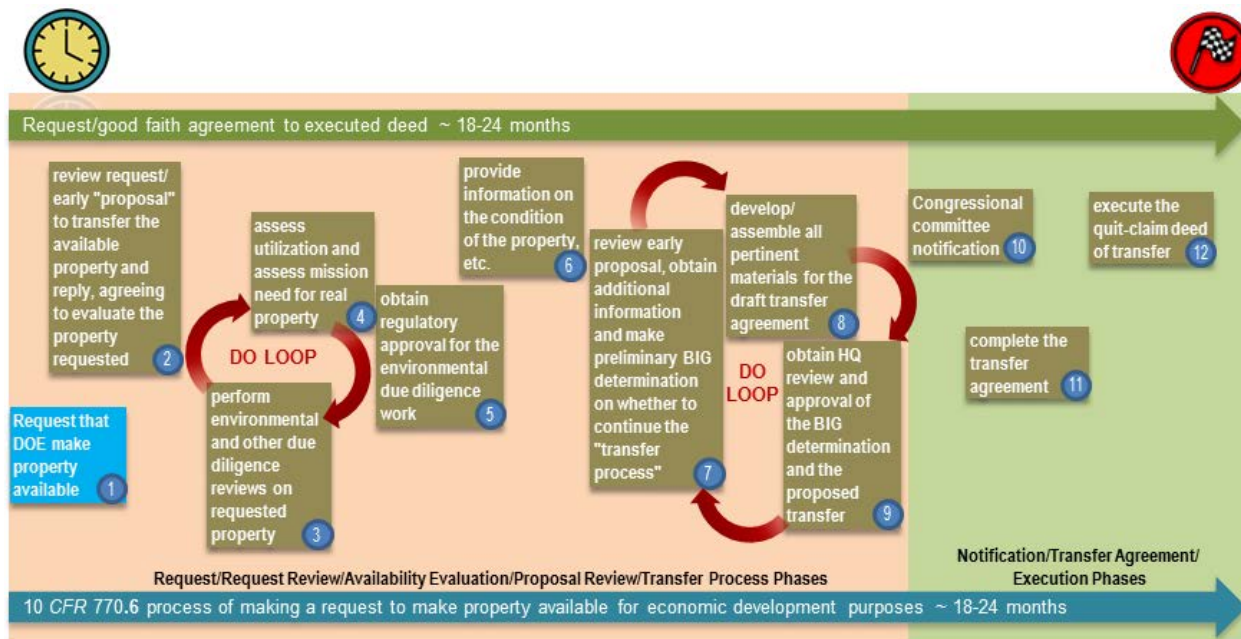 Request/good faith agreement to executed deed ~ 18-24 months
Request that
DOE make
property
available
1
review request/
early "proposal"
to transfer the
available
property and
reply, agreeing
to evaluate the
property
requested
2
perform
environmental
and other due
diligence
reviews on
requested
property
3
assess
utilization and
assess mission
need for real
property
4
DO LOOP
obtain
regulatory
approval for the
environmental
due diligence
work
5
provide
information on
the condition
of the property,
etc.
6
review early
proposal, obtain
additional
information
and make
preliminary BIG
determination
on whether to
continue the
"transfer
process"
7
develop/
assemble all
pertinent
materials for the
draft transfer
agreement
8
DO
LOOP
obtain HQ
review and
approval of
the BIG
determination
and the
proposed
transfer
9
Congressional
committee
notification
10
complete the
transfer
agreement
11
execute the
quit-claim deed
of transfer
12
Request/Request Review/Availability Evaluation/Proposal Review/Transfer Process Phases
Notification/Transfer Agreement/
Execution Phases
10 CFR 770.6 process of making a request to make property available for economic development purposes ~ 18-24 months